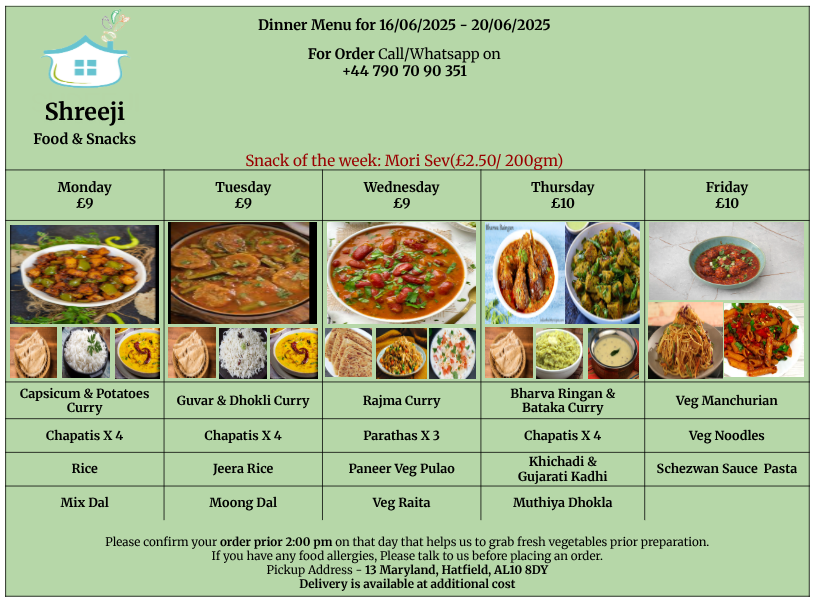 Dinner Menu for 16/06/2025 - 20/06/2025
For Order Call/Whatsapp on
+44 790 70 90 351
Shreeji
Food & Snacks
Snack of the week: Mori Sev(£2.50/ 200gm)
Monday
£9
Tuesday
£9
Wednesday
£9
Thursday
£10
Friday
£10
Bharva Baingan
Capsicum & Potatoes
Curry
Guvar & Dhokli Curry
Rajma Curry
Bharva Ringan &
Bataka Curry
Veg Manchurian
Chapatis X 4
Chapatis X 4
Parathas X 3
Chapatis X 4
Veg Noodles
Rice
Jeera Rice
Paneer Veg Pulao
Khichadi &
Gujarati Kadhi
Schezwan Sauce Pasta
Mix Dal
Moong Dal
Veg Raita
Muthiya Dhokla
Please confirm your order prior 2:00 pm on that day that helps us to grab fresh vegetables prior preparation.
If you have any food allergies, Please talk to us before placing an order.
Pickup Address - 13 Maryland, Hatfield, AL10 8DY
Delivery is available at additional cost